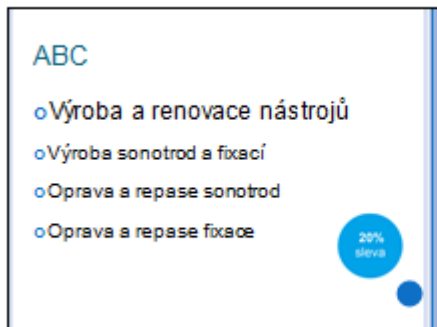 ABC
Výroba a renovace nástrojů
Výroba sonotrod a fixací
Oprava a repase sonotrod
Oprava a repase fixace
20%
sleva